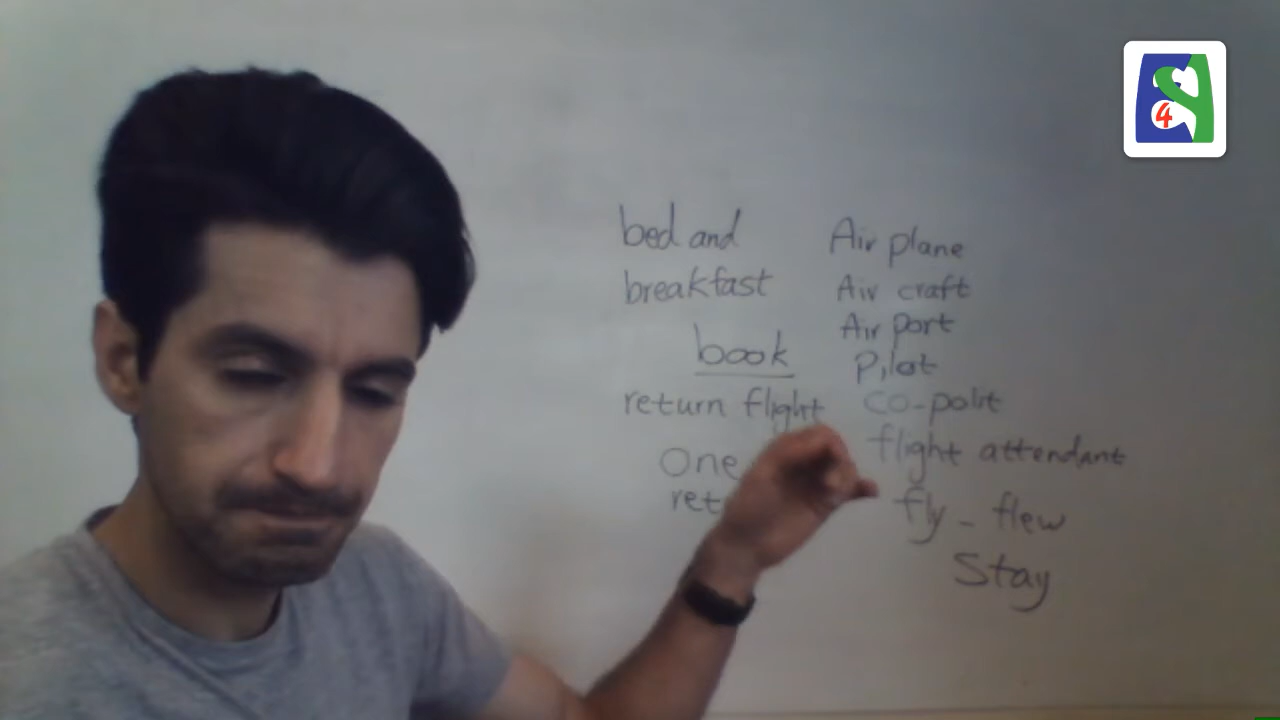 bed and
breakfast
book
return flight
One
Air plane
Air craft
Air port
Pilot
co-polit
flight attendant
fly - flew
Stay
4